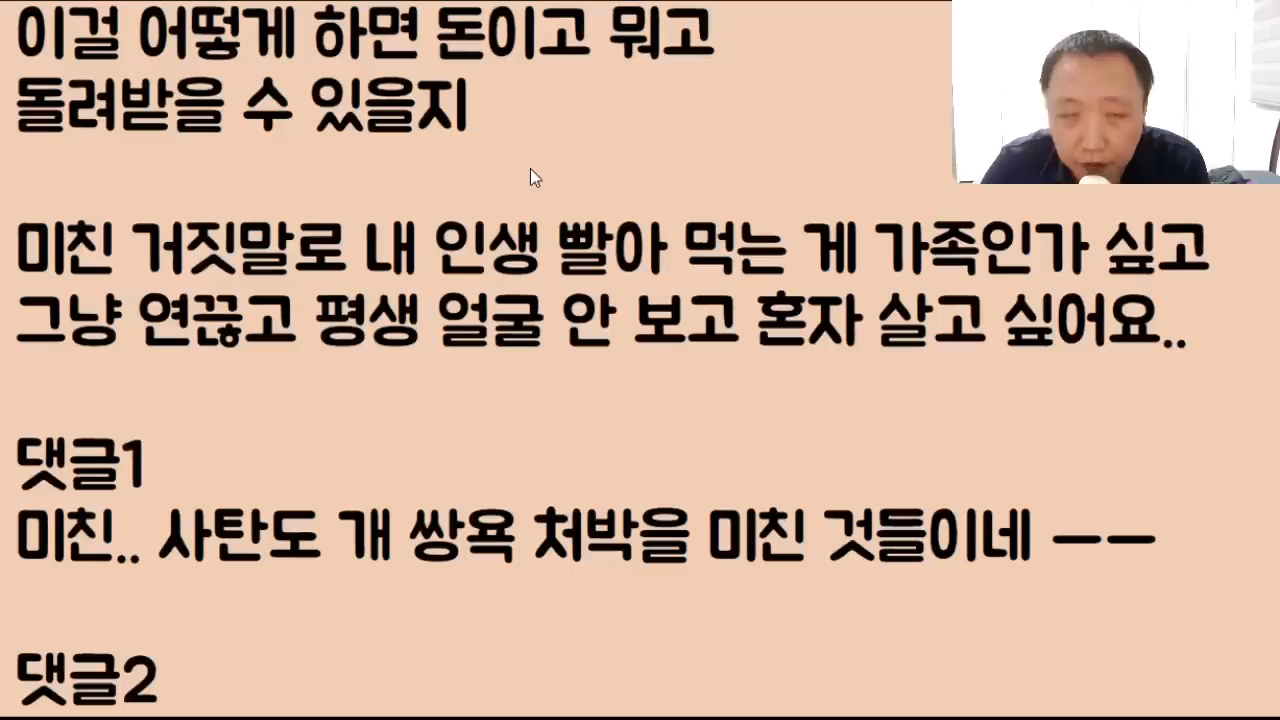 이걸 어떻게 하면 돈이고 뭐고
돌려받을 수 있을지
미친 거짓말로 내 인생 빨아 먹는 게 가족인가 싶고
그냥 연끊고 평생 얼굴 안 보고 혼자 살고 싶어요..
댓글1
미친.. 사탄도 개 쌍욕 처박을 미친 것들이네 ㅡㅡ
댓글2